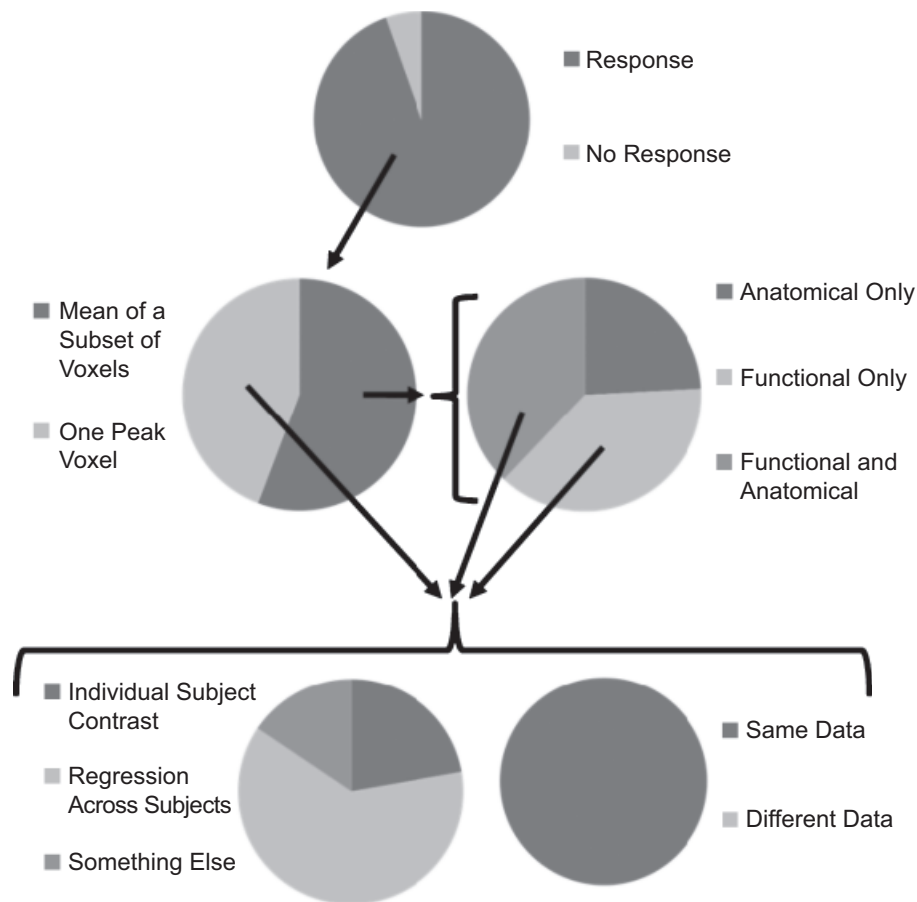 Response
No Response
Mean of a
Subset of
Voxels
One Peak
Voxel
Anatomical Only
Functional Only
Functional and
Anatomical
Individual Subject
Contrast
Regression
Across Subjects
Something Else
Same Data
Different Data